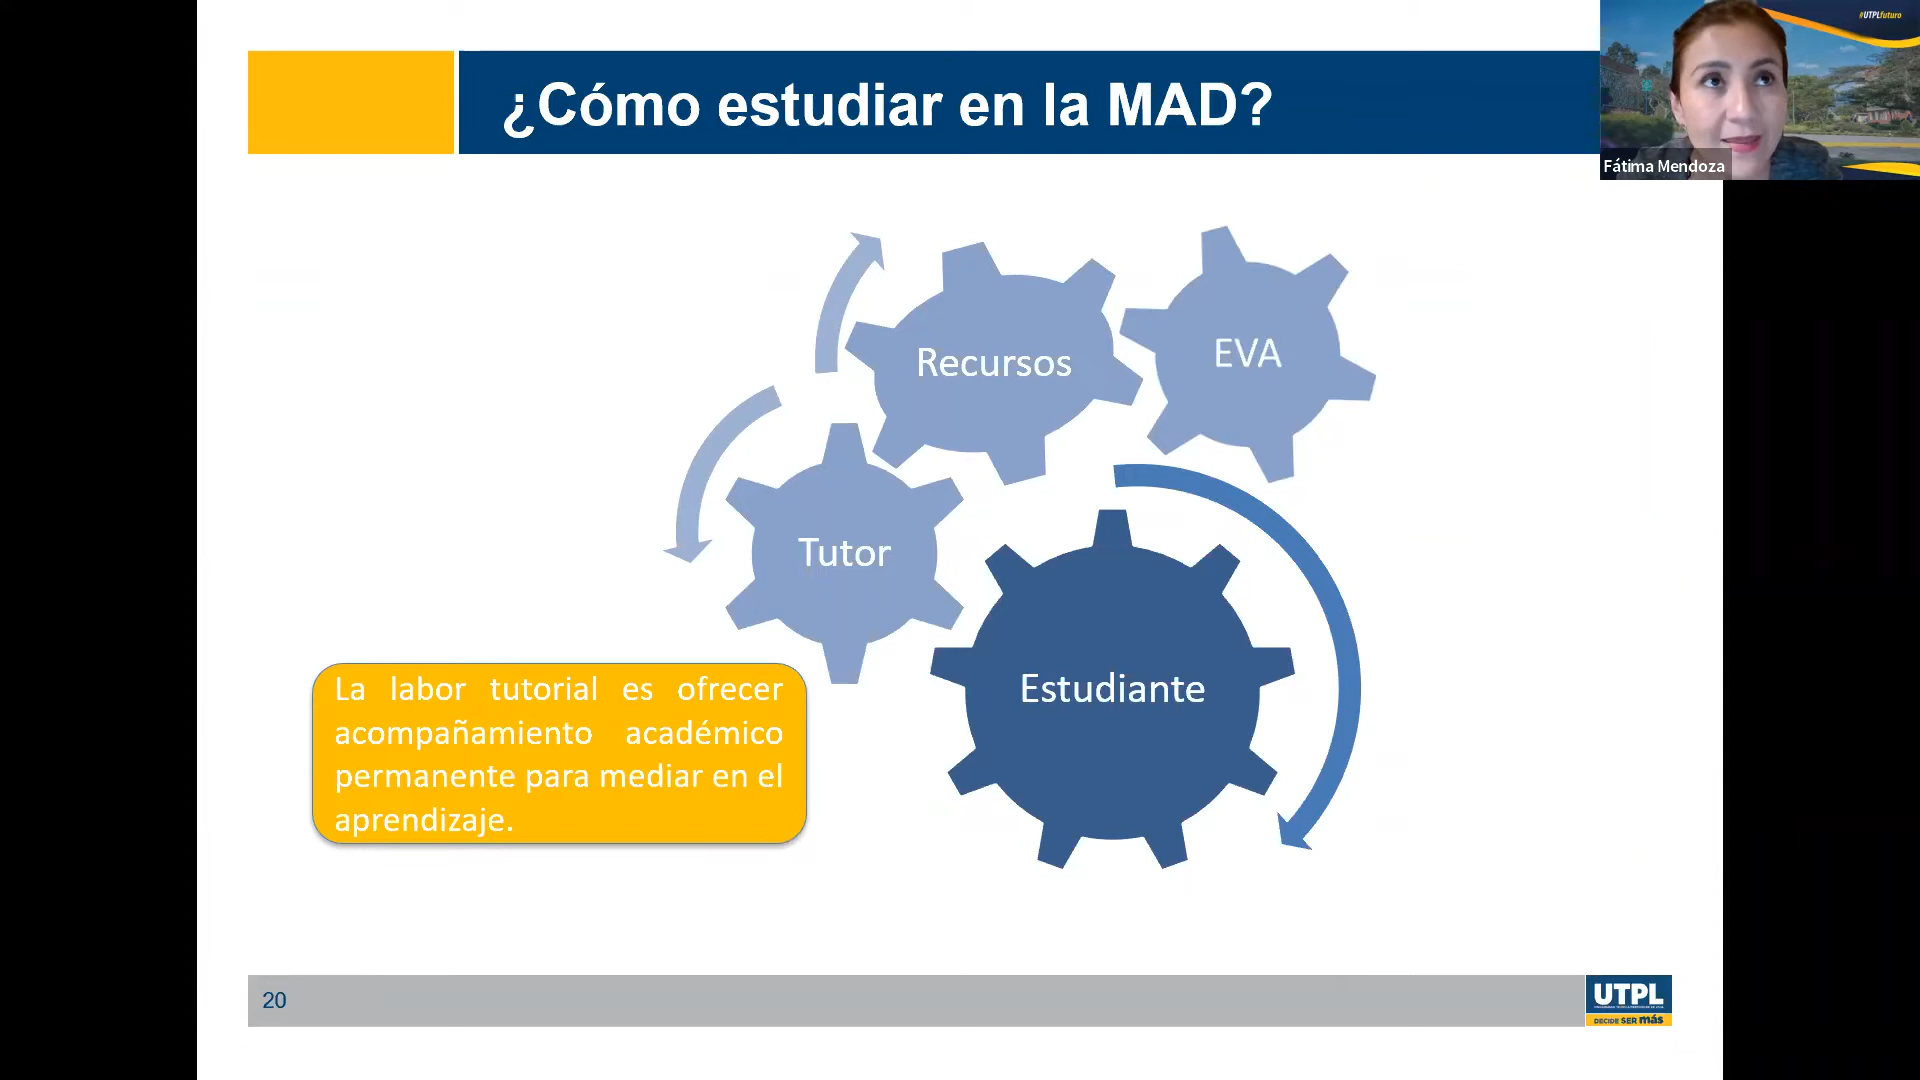 ¿Cómo estudiar en la MAD?
#UTPLfuturo
Fátima Mendoza
Recursos
EVA
Tutor
Estudiante
La labor tutorial es ofrecer
acompañamiento académico
permanente para mediar en el
aprendizaje.
20
UTPL
DECIDE SER más